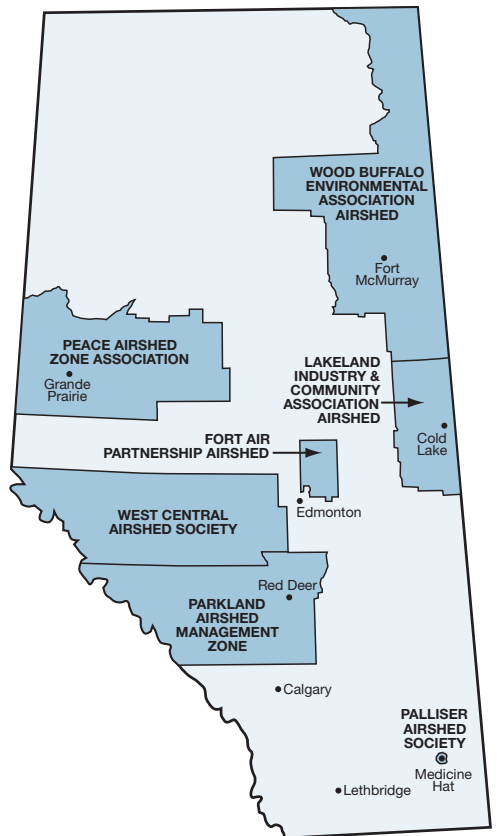 WOOD BUFFALO
ENVIRONMENTAL
ASSOCIATION
AIRSHED
Fort
McMurray
PEACE AIRSHED
ZONE ASSOCIATION
Grande
Prairie
LAKELAND
INDUSTRY &
COMMUNITY
ASSOCIATION
AIRSHED
Cold
Lake
FORT AIR
PARTNERSHIP AIRSHED
Edmonton
WEST CENTRAL
AIRSHED SOCIETY
Red Deer
PARKLAND
AIRSHED
MANAGEMENT
ZONE
Calgary
PALLISER
AIRSHED
SOCIETY
Medicine
Hat
Lethbridge